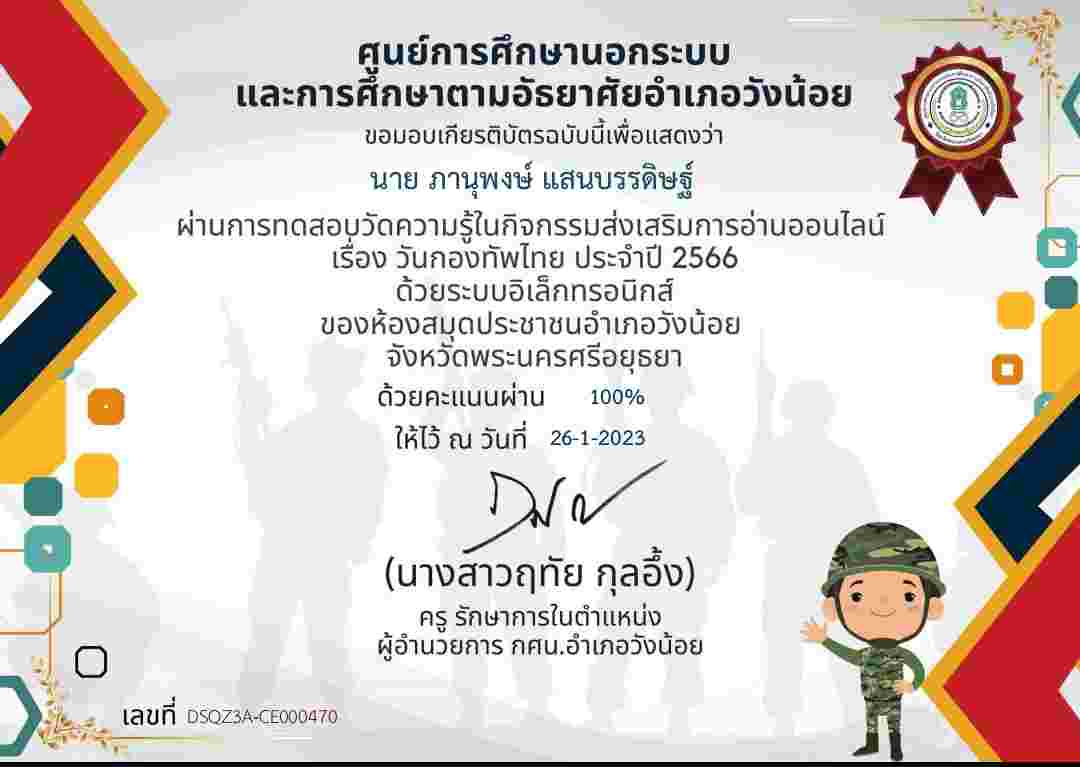 ศูนย์การศึกษานอกระบบ
และการศึกษาตามอัธยาศัยอำเภอวังน้อย
ขอมอบเกียรติบัตรฉบับนี้เพื่อแสดงว่า
นาย ภานุพงษ์ แสนบรรดิษฐ์
ผ่านการทดสอบวัดความรู้ในกิจกรรมส่งเสริมการอ่านออนไลน์
เรื่อง วันกองทัพไทย ประจำปี 2566
ด้วยระบบอิเล็กทรอนิกส์
ของห้องสมุดประชาชนอำเภอวังน้อย
จังหวัดพระนครศรีอยุธยา
ด้วยคะแนนผ่าน 100%
ให้ไว้ ณ วันที่ 26-1-2023
(นางสาวฤทัย กุลอึ้ง)
ครู รักษาการในตำแหน่ง
ผู้อำนวยการ กศน.อำเภอวังน้อย
เลขที่ DSQZ3A-CE000470